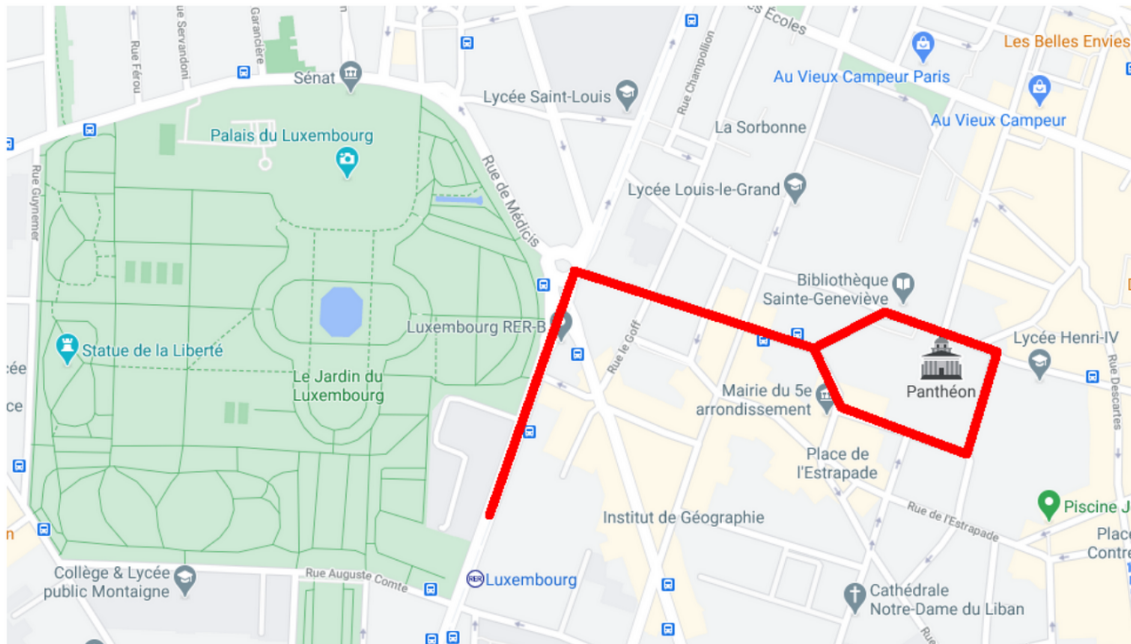 Écoles
Les Belles Envies
Rue Férou
Rue Servandoni
Garancière
Sénat
Au Vieux Campeur Paris
Lycée Saint-Louis
Rue Champollion
La Sorbonne
Au Vieux Campeur
Palais du Luxembourg
Rue de Médicis
Lycée Louis-le-Grand
Rue Guynemer
Bibliothèque
Sainte-Geneviève
Luxembourg RER-B
Rue le Goff
Lycée Henri-IV
Statue de la Liberté
Le Jardin du
Luxembourg
Mairie du 5e
arrondissement
Panthéon
Rue Descartes
Place de
l'Estrapade
Institut de Géographie
Rue de l'Estrapade
Piscine J
Place
Contre
Collège & Lycée
public Montaigne
Rue Auguste Comte
RER
Luxembourg
Cathédrale
Notre-Dame du Liban